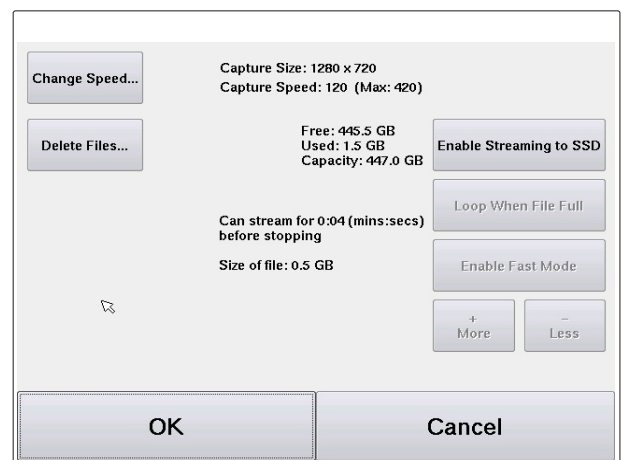 Change Speed...
Capture Size: 1280 x 720
Capture Speed: 120 (Max: 420)
Delete Files...
Free: 445.5 GB
Used: 1.5 GB
Capacity: 447.0 GB
Enable Streaming to SSD
Loop When File Full
Can stream for 0:04 (mins:secs)
before stopping
Size of file: 0.5 GB
Enable Fast Mode
+
More
–
Less
OK
Cancel